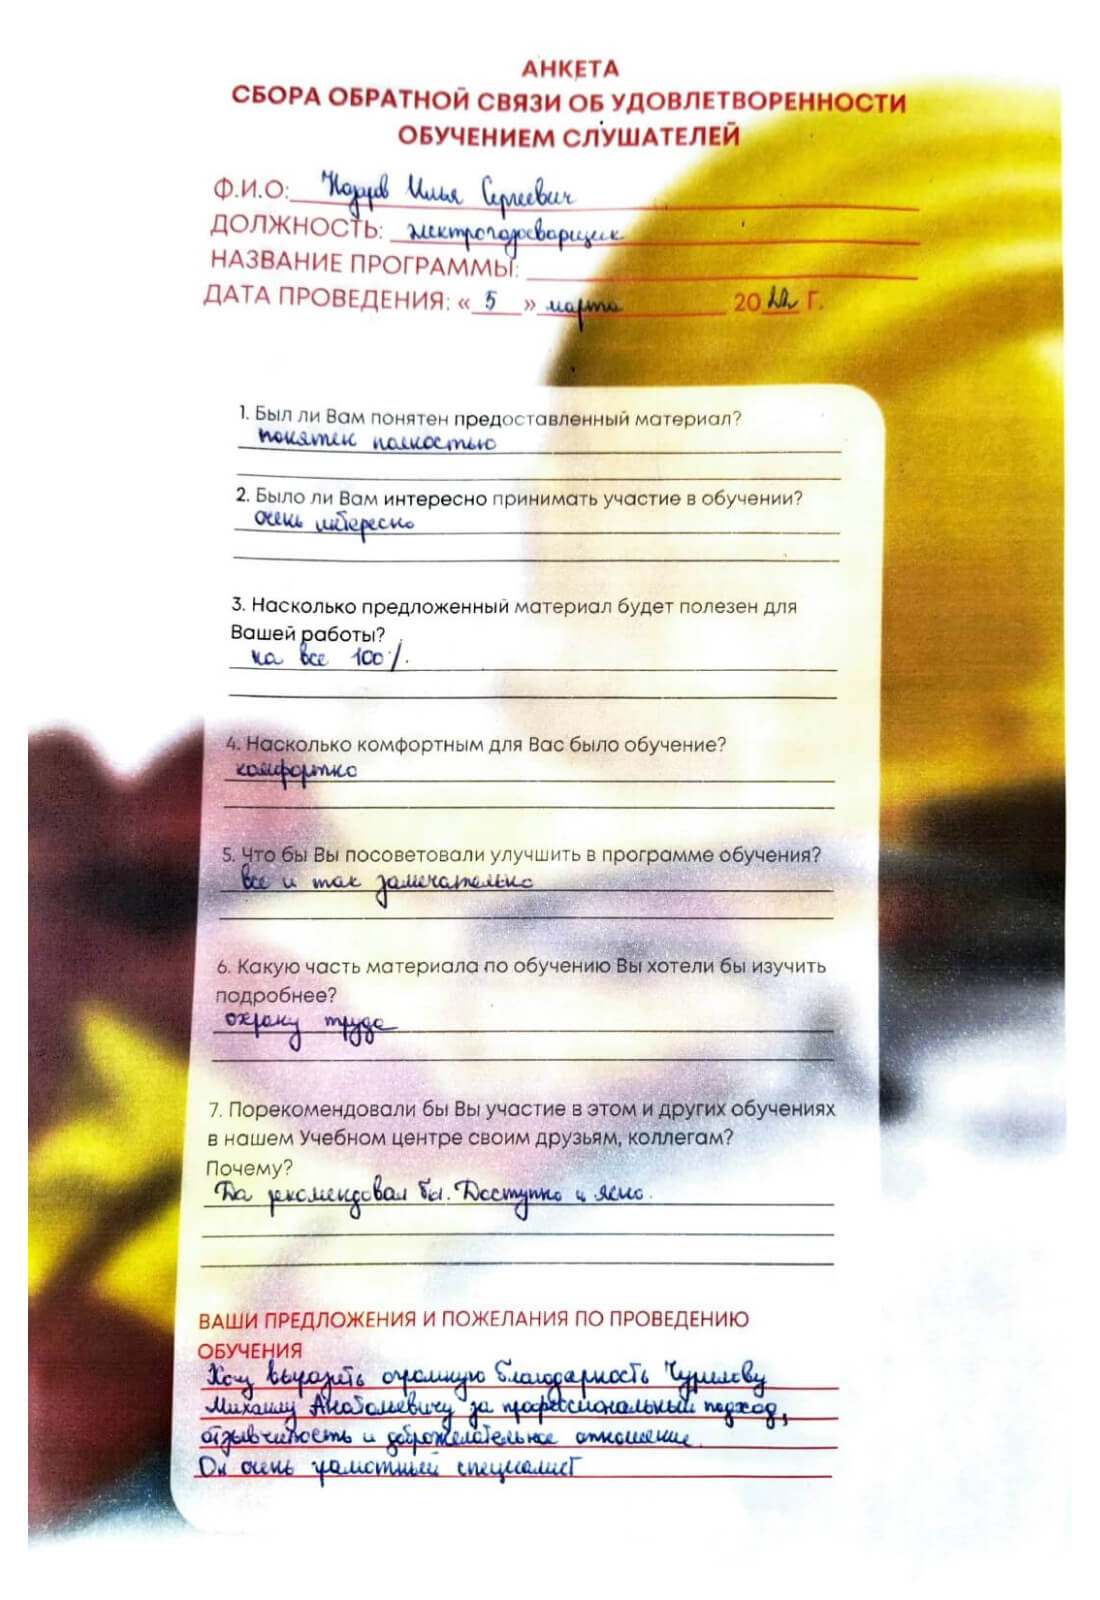 АНКЕТА
СБОРА ОБРАТНОЙ СВЯЗИ ОБ УДОВЛЕТВОРЕННОСТИ
ОБУЧЕНИЕМ СЛУШАТЕЛЕЙ
Ф.И.О: Илья Сергеевич
ДОЛЖНОСТЬ: электрогазосварщик
НАЗВАНИЕ ПРОГРАММЫ:
ДАТА ПРОВЕДЕНИЯ: « 5 » марта 2022 Г.
1. Был ли Вам понятен предоставленный материал?
понятен полностью
2. Было ли Вам интересно принимать участие в обучении?
очень интересно
3. Насколько предложенный материал будет полезен для
Вашей работы?
на все 100%.
4. Насколько комфортным для Вас было обучение?
комфортно
5. Что бы Вы посоветовали улучшить в программе обучения?
все и так замечательно
6. Какую часть материала по обучению Вы хотели бы изучить
подробнее?
охрану труда
7. Порекомендовали бы Вы участие в этом и других обучениях
в нашем Учебном центре своим друзьям, коллегам?
Почему?
Да рекомендовал бы. Доступно и ясно.
ВАШИ ПРЕДЛОЖЕНИЯ И ПОЖЕЛАНИЯ ПО ПРОВЕДЕНИЮ
ОБУЧЕНИЯ
Хочу выразить огромную благодарность Чурилову
Михаилу Анатольевичу за профессиональный подход,
отзывчивость и доброжелательное отношение.
Он очень грамотный специалист